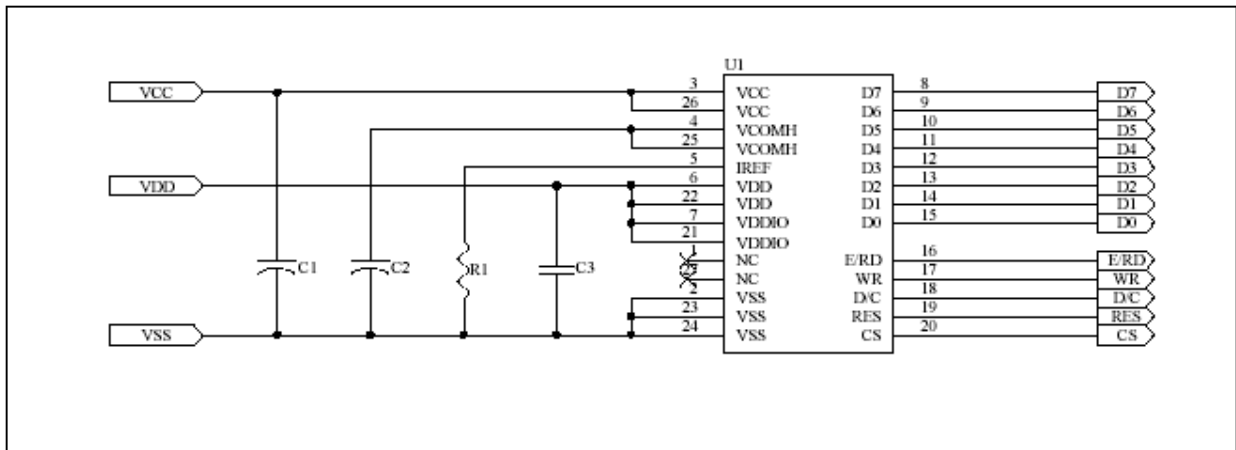 U1
VCC 3 VCC D7 8 D7
26 VCC D6 9 D6
4 VCOMH D5 10 D5
25 VCOMH D4 11 D4
5 IREF D3 12 D3
VDD 6 VDD D2 13 D2
22 VDD D1 14 D1
7 VDDIO D0 15 D0
21 VDDIO
1 NC E/RD 16 E/RD
C1 C2 R1 C3 NC WR 17 WR
2 VSS D/C 18 D/C
23 VSS RES 19 RES
VSS 24 VSS CS 20 CS